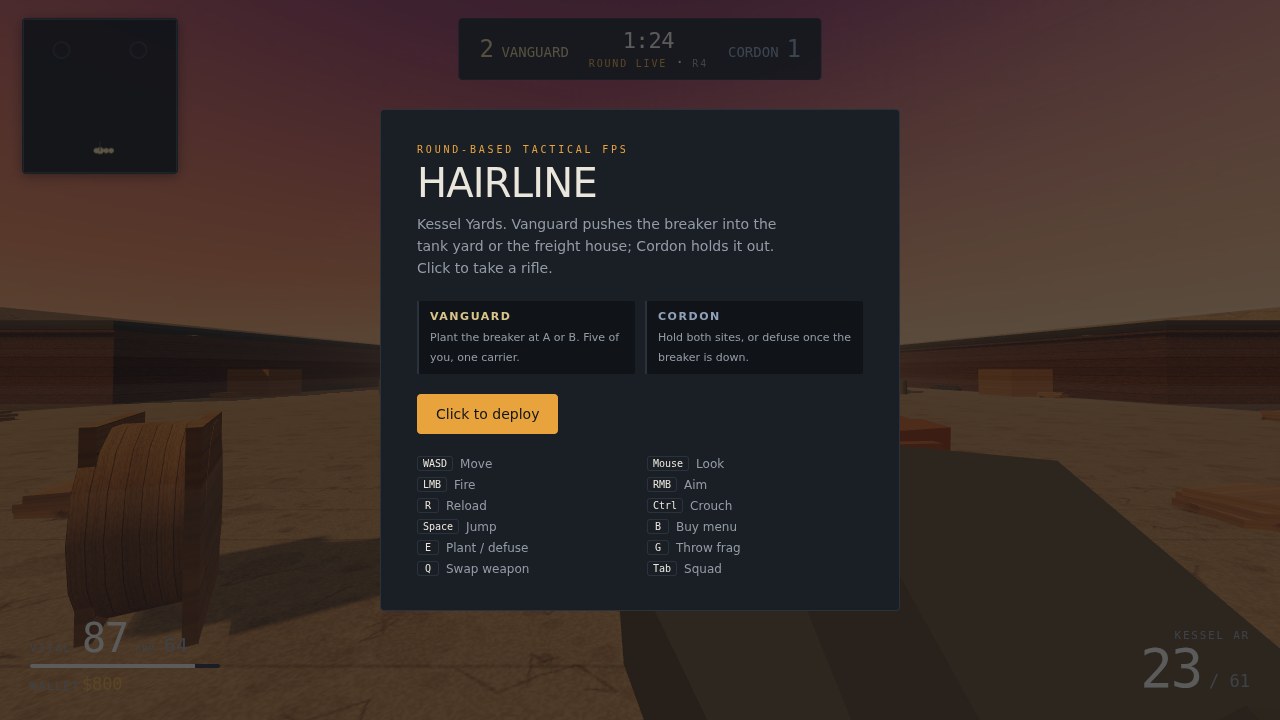 2 VANGUARD 1:24 CORDON 1
ROUND LIVE • R4
ROUND-BASED TACTICAL FPS
HAIRLINE
Kessel Yards. Vanguard pushes the breaker into the
tank yard or the freight house; Cordon holds it out.
Click to take a rifle.
VANGUARD
Plant the breaker at A or B. Five of
you, one carrier.
CORDON
Hold both sites, or defuse once the
breaker is down.
Click to deploy
WASD Move
Mouse Look
LMB Fire
RMB Aim
R Reload
Ctrl Crouch
Space Jump
B Buy menu
E Plant / defuse
G Throw frag
Q Swap weapon
Tab Squad
87
64
$800
KESSEL AR
23 / 61